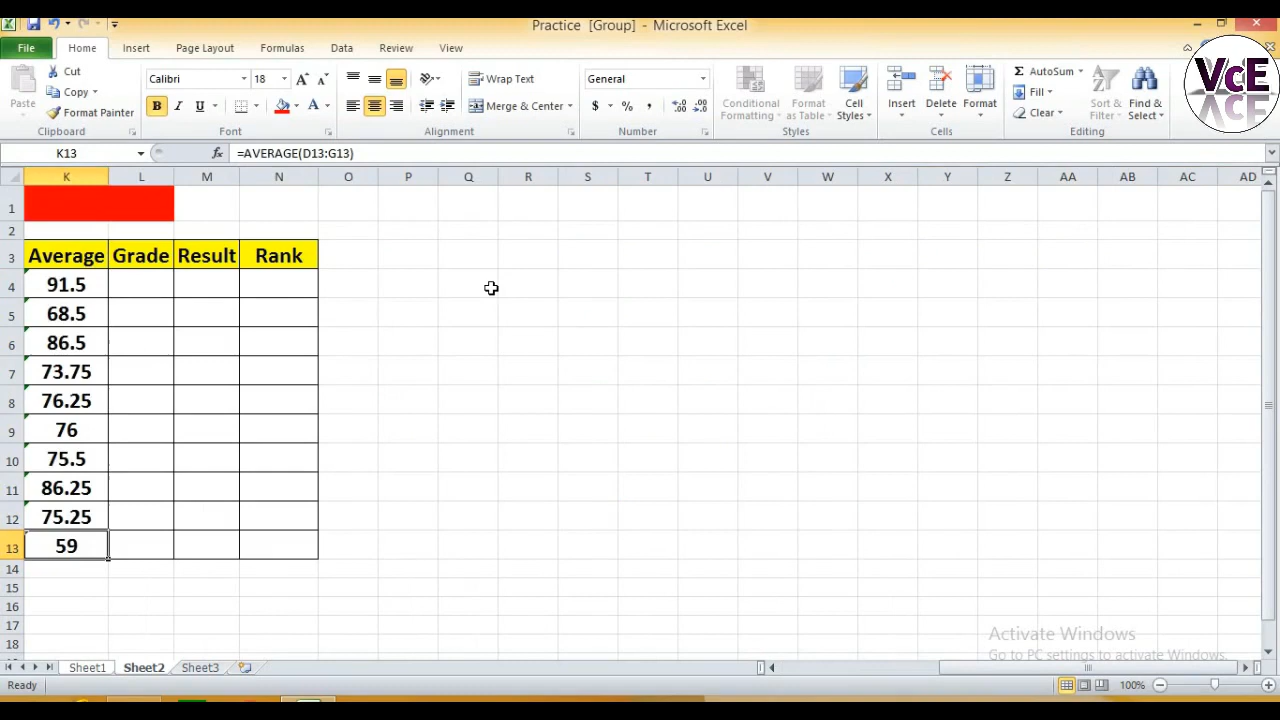 Practice [Group] - Microsoft Excel
File Home Insert Page Layout Formulas Data Review View
Paste
Cut
Copy
Format Painter
Clipboard
Calibri 18
B I U A
Font
Wrap Text
Merge & Center
Alignment
General
$ % ,
Number
Conditional Formatting
Format as Table
Cell Styles
Styles
Insert Delete Format
Cells
Σ AutoSum
Fill
Clear
Sort & Filter
Find & Select
Editing
VcE
K13 fx =AVERAGE(D13:G13)
K L M N O P Q R S T U V W X Y Z AA AB AC AD
1
2
3 Average Grade Result Rank
4 91.5
5 68.5
6 86.5
7 73.75
8 76.25
9 76
10 75.5
11 86.25
12 75.25
13 59
14
15
16
17
18
Activate Windows
Go to PC settings to activate Windows.
Sheet1 Sheet2 Sheet3
Ready 100%